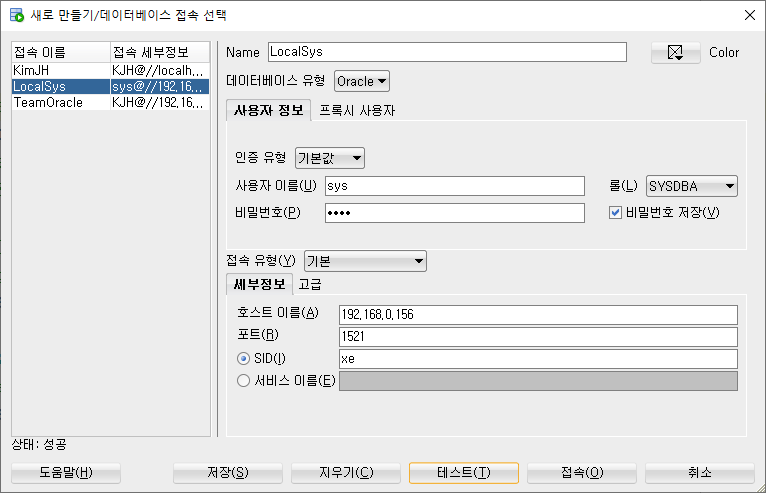 새로 만들기/데이터베이스 접속 선택
접속 이름 접속 세부정보
KimJH KJH@//localh...
LocalSys sys@//192,16...
TeamOracle KJH@//192,16...
상태: 성공
Name LocalSys Color
데이터베이스 유형 Oracle
사용자 정보 프록시 사용자
인증 유형 기본값
사용자 이름(U) sys 롤(L) SYSDBA
비밀번호(P) •••• 비밀번호 저장(V)
접속 유형(Y) 기본
세부정보 고급
호스트 이름(A) 192,168,0,156
포트(R) 1521
SID(I) xe
서비스 이름(E)
도움말(H) 저장(S) 지우기(C) 테스트(T) 접속(O) 취소